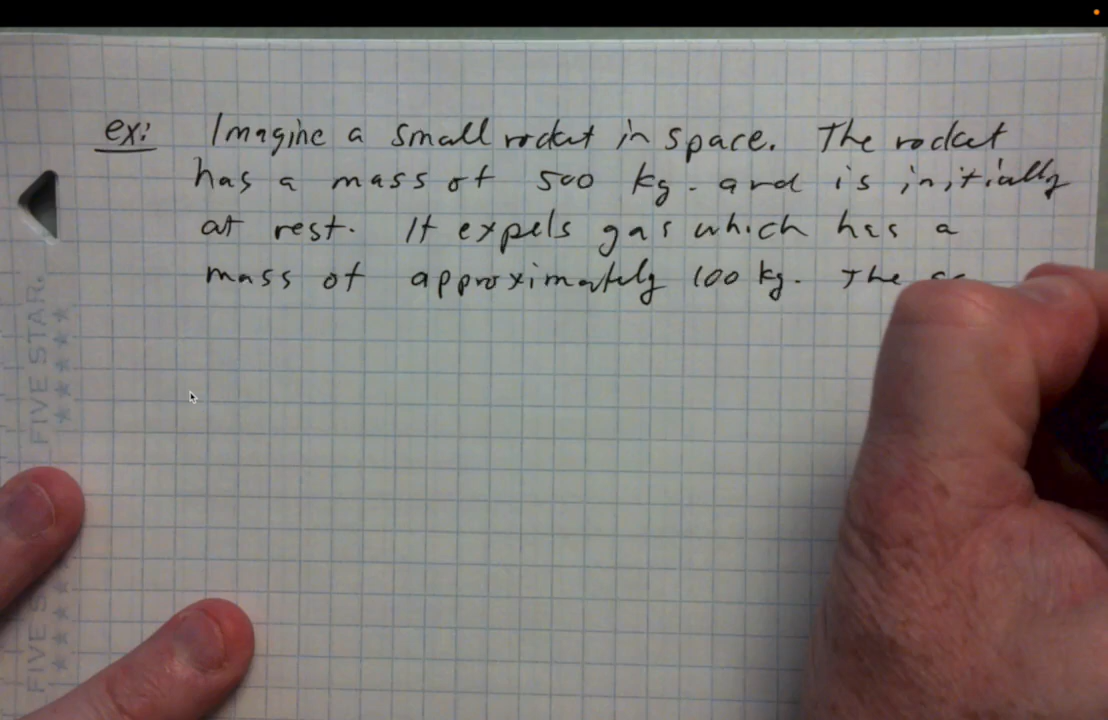 ex: Imagine a small rocket in space. The rocket
has a mass of 500 kg. and is initially
at rest. It expels gas which has a
mass of approximately 100 kg. The
FIVE STAR.
FIVE S